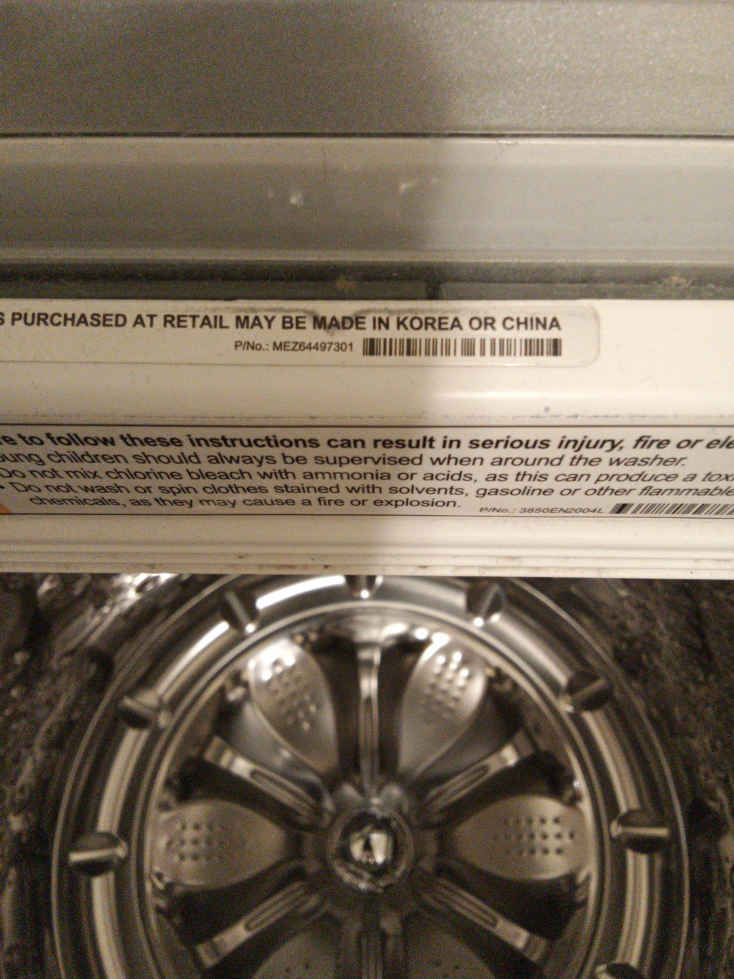 S PURCHASED AT RETAIL MAY BE MADE IN KOREA OR CHINA
P/No.: MEZ64497301
re to follow these instructions can result in serious injury, fire or ele
oung children should always be supervised when around the washer.
Do not mix chlorine bleach with ammonia or acids, as this can produce a tox
• Do not wash or spin clothes stained with solvents, gasoline or other flammable
chemicals, as they may cause a fire or explosion. P/No.: 3850EN2004L